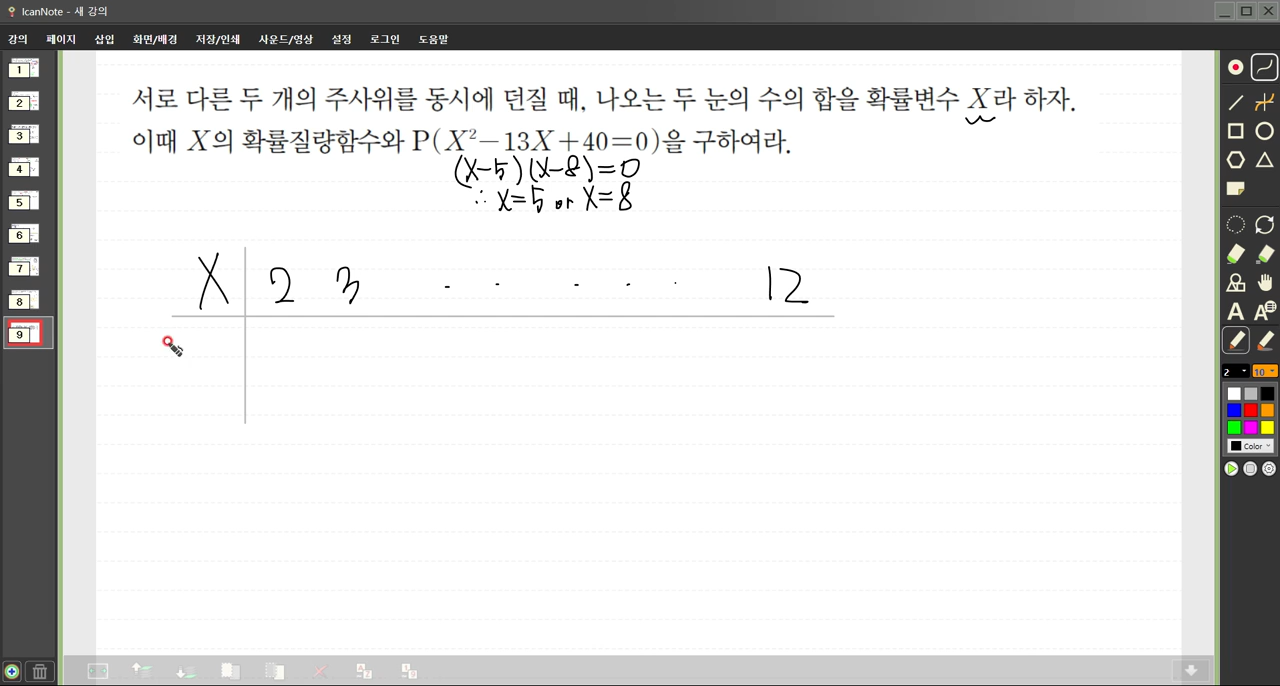 IcanNote - 새 강의
강의 페이지 삽입 화면/배경 저장/인쇄 사운드/영상 설정 로그인 도움말
1
2
3
4
5
6
7
8
9
서로 다른 두 개의 주사위를 동시에 던질 때, 나오는 두 눈의 수의 합을 확률변수 X라 하자.
이때 X의 확률질량함수와 P(X²−13X+40=0)을 구하여라.
(X−5)(X−8)=0
∴ X=5 or X=8
X 2 3 · · · · · 12
A A
2 10
Color